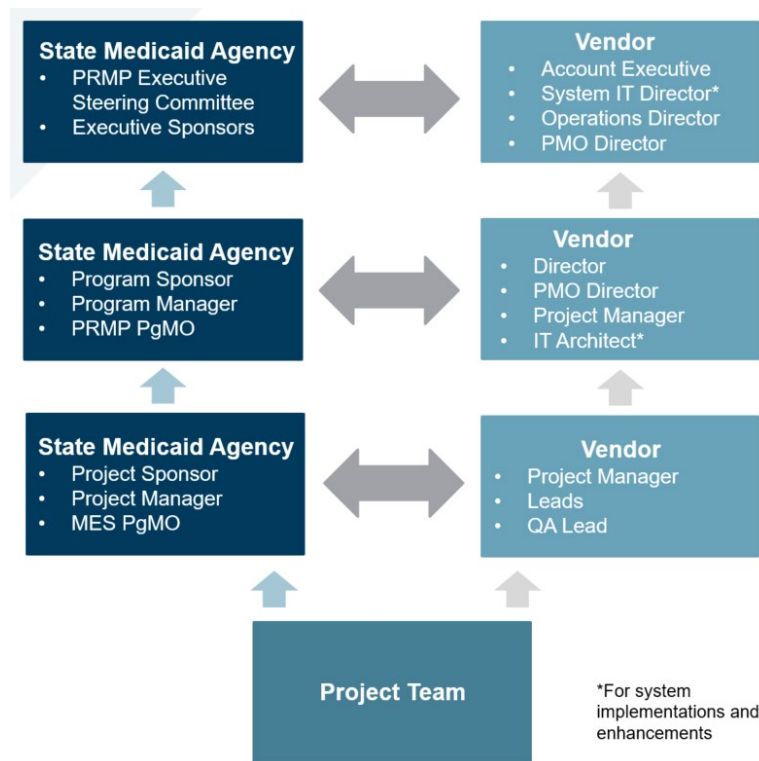 State Medicaid Agency
• PRMP Executive
Steering Committee
• Executive Sponsors
Vendor
• Account Executive
• System IT Director*
• Operations Director
• PMO Director
State Medicaid Agency
• Program Sponsor
• Program Manager
• PRMP PgMO
Vendor
• Director
• PMO Director
• Project Manager
• IT Architect*
State Medicaid Agency
• Project Sponsor
• Project Manager
• MES PgMO
Vendor
• Project Manager
• Leads
• QA Lead
Project Team
*For system
implementations and
enhancements